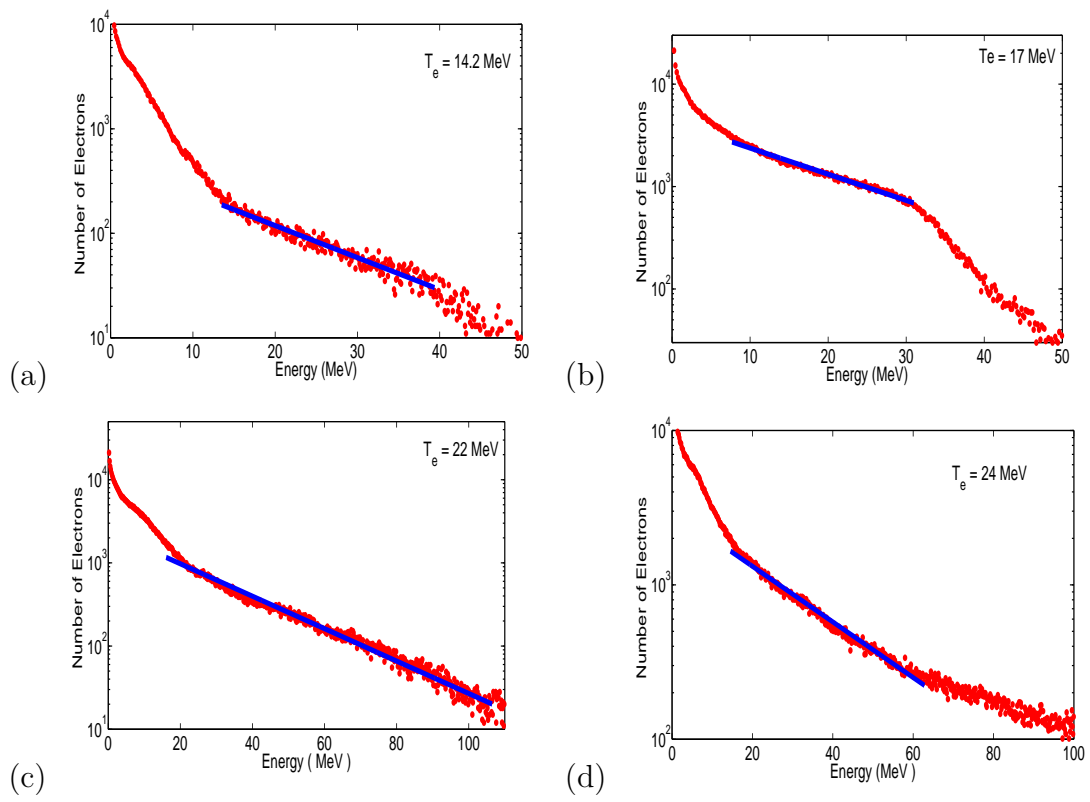 T_e = 14.2 MeV
Number of Electrons
10^4
10^3
10^2
10^1
0 10 20 30 40 50
Energy (MeV)
(a)
Te = 17 MeV
Number of Electrons
10^4
10^3
10^2
0 10 20 30 40 50
Energy (MeV)
(b)
T_e = 22 MeV
Number of Electrons
10^4
10^3
10^2
10^1
0 20 40 60 80 100
Energy ( MeV )
(c)
T_e = 24 MeV
Number of Electrons
10^4
10^3
10^2
0 20 40 60 80 100
Energy (MeV )
(d)